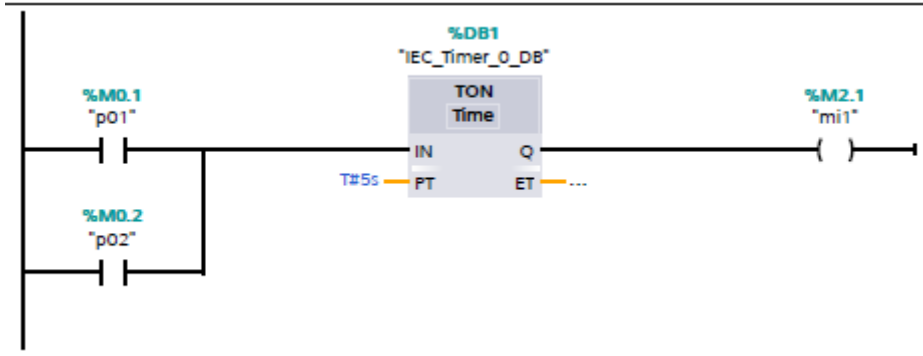 %DB1
"IEC_Timer_0_DB"
%M0.1
"p01"
TON
Time
%M2.1
"mi1"
IN
Q
T#5s
PT
ET
...
%M0.2
"p02"